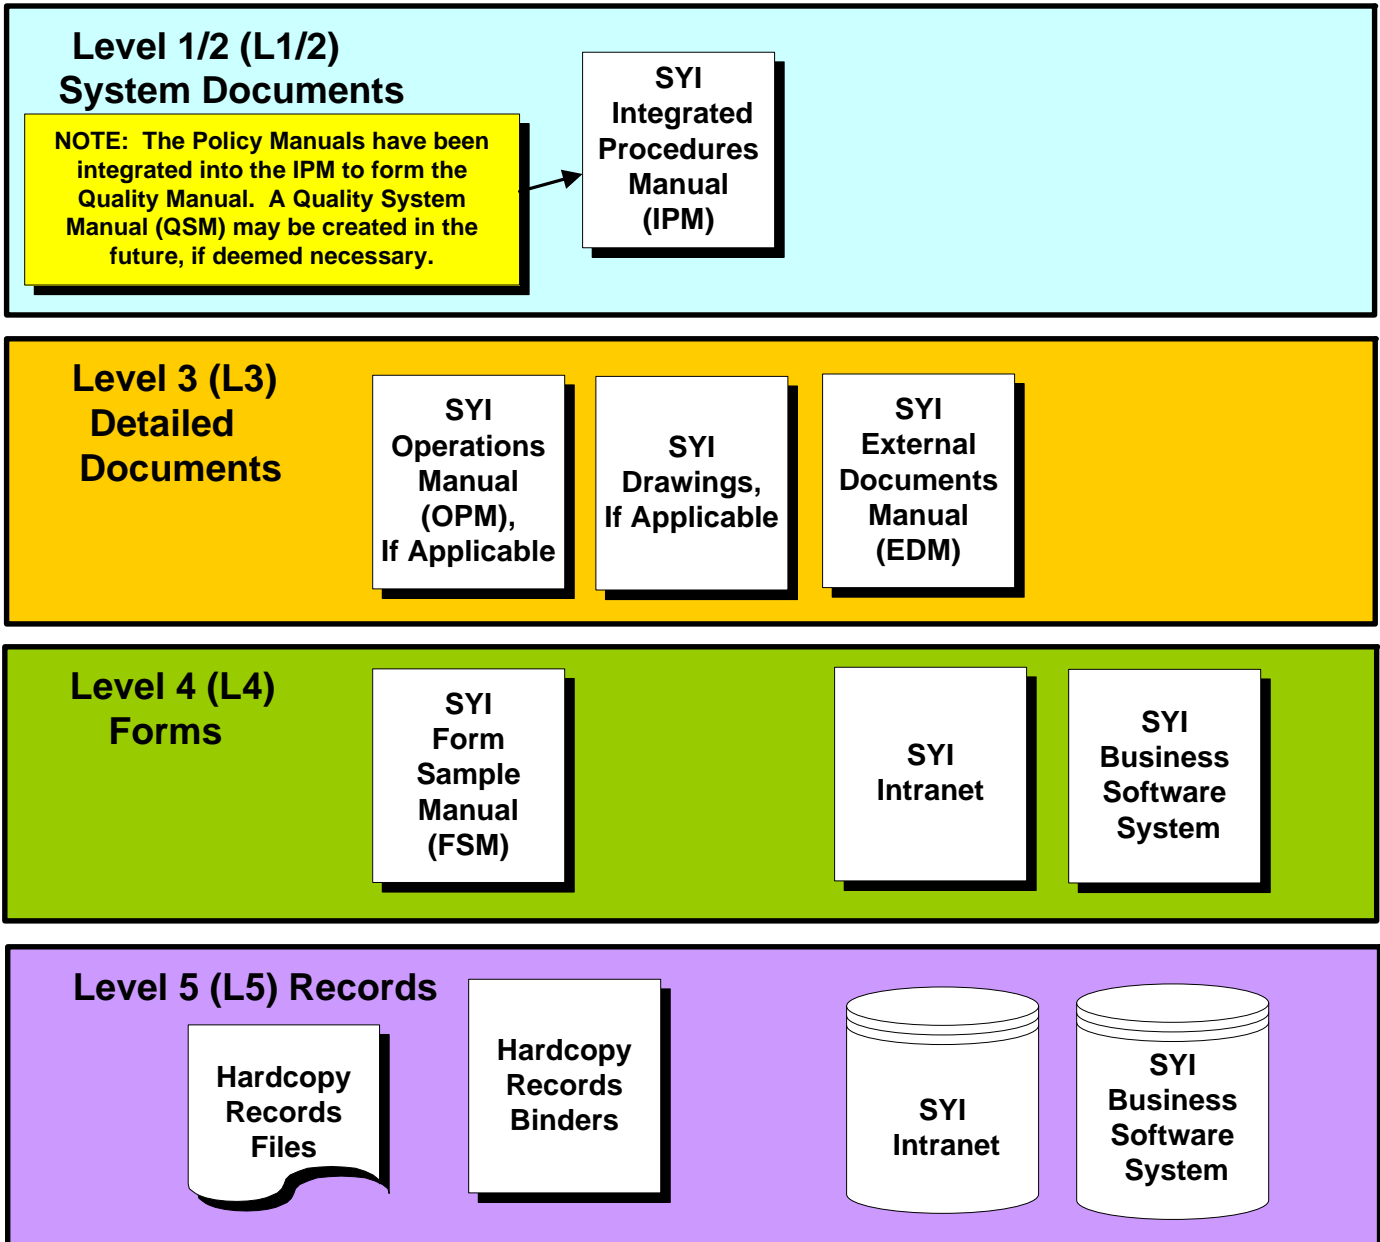 Level 1/2 (L1/2)
System Documents
NOTE:  The Policy Manuals have been
integrated into the IPM to form the
Quality Manual.  A Quality System
Manual (QSM) may be created in the
future, if deemed necessary.
SYI
Integrated
Procedures
Manual
(IPM)
Level 3 (L3)
Detailed
Documents
SYI
Operations
Manual
(OPM),
If Applicable
SYI
Drawings,
If Applicable
SYI
External
Documents
Manual
(EDM)
Level 4 (L4)
Forms
SYI
Form
Sample
Manual
(FSM)
SYI
Intranet
SYI
Business
Software
System
Level 5 (L5) Records
Hardcopy
Records
Files
Hardcopy
Records
Binders
SYI
Intranet
SYI
Business
Software
System